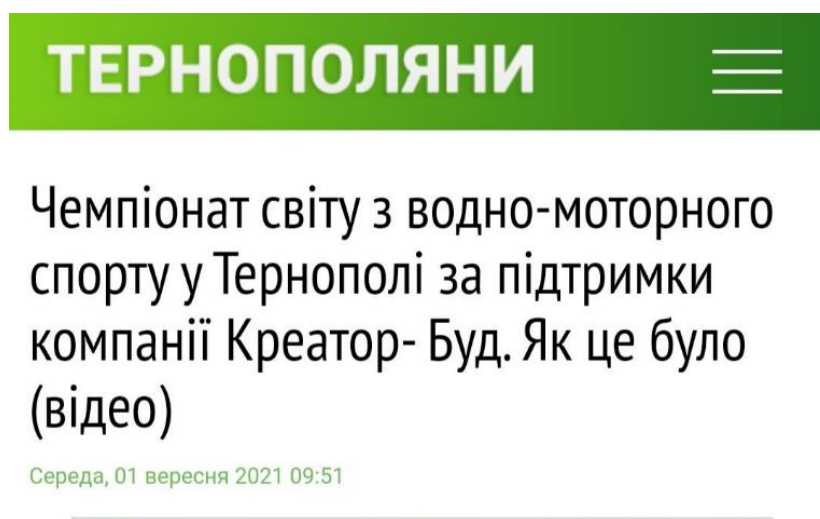 ТЕРНОПОЛЯНИ
Чемпіонат світу з водно-моторного
спорту у Тернополі за підтримки
компанії Креатор- Буд. Як це було
(відео)
Середа, 01 вересня 2021 09:51